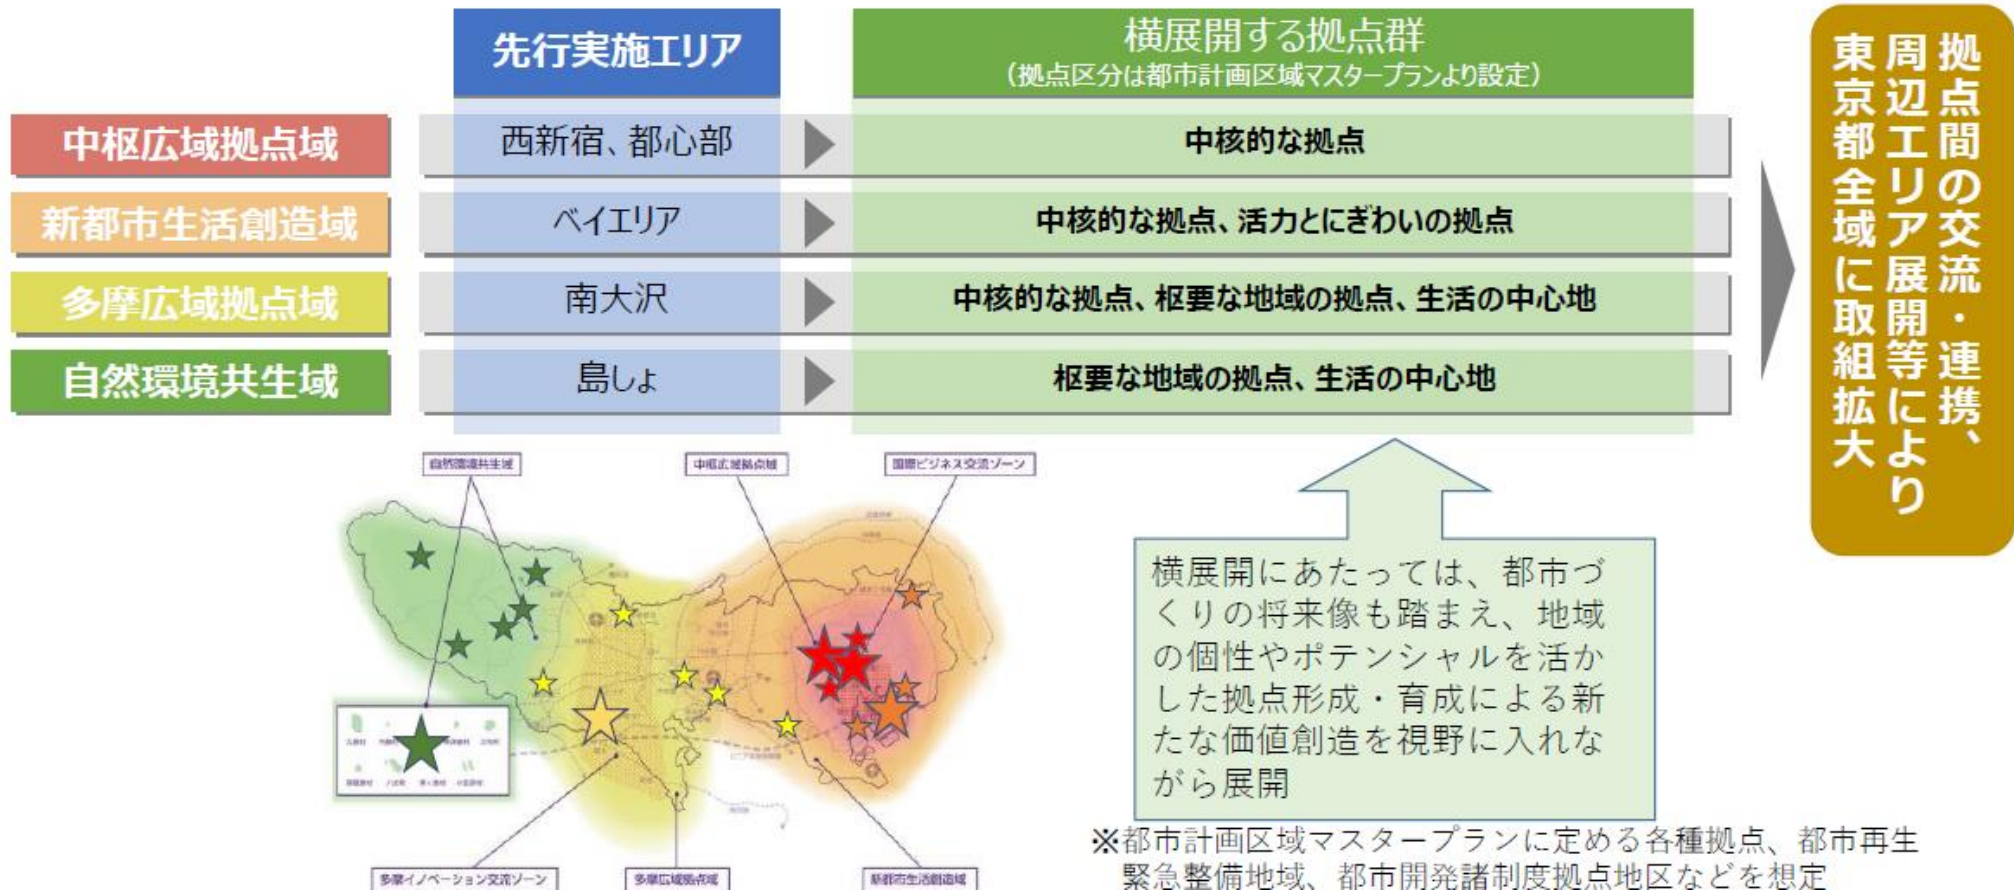 先行実施エリア
横展開する拠点群
（拠点区分は都市計画区域マスタープランより設定）
中枢広域拠点域
西新宿、都心部
中核的な拠点
新都市生活創造域
ベイエリア
中核的な拠点、活力とにぎわいの拠点
多摩広域拠点域
南大沢
中核的な拠点、枢要な地域の拠点、生活の中心地
自然環境共生域
島しょ
枢要な地域の拠点、生活の中心地
拠点間の交流・連携、
周辺エリア展開等により
東京都全域に取組拡大
自然環境共生域
中枢広域拠点域
国際ビジネス交流ゾーン
多摩イノベーション交流ゾーン
多摩広域拠点域
新都市生活創造域
横展開にあたっては、都市づ
くりの将来像も踏まえ、地域
の個性やポテンシャルを活か
した拠点形成・育成による新
たな価値創造を視野に入れな
がら展開
※都市計画区域マスタープランに定める各種拠点、都市再生
緊急整備地域、都市開発諸制度拠点地区などを想定